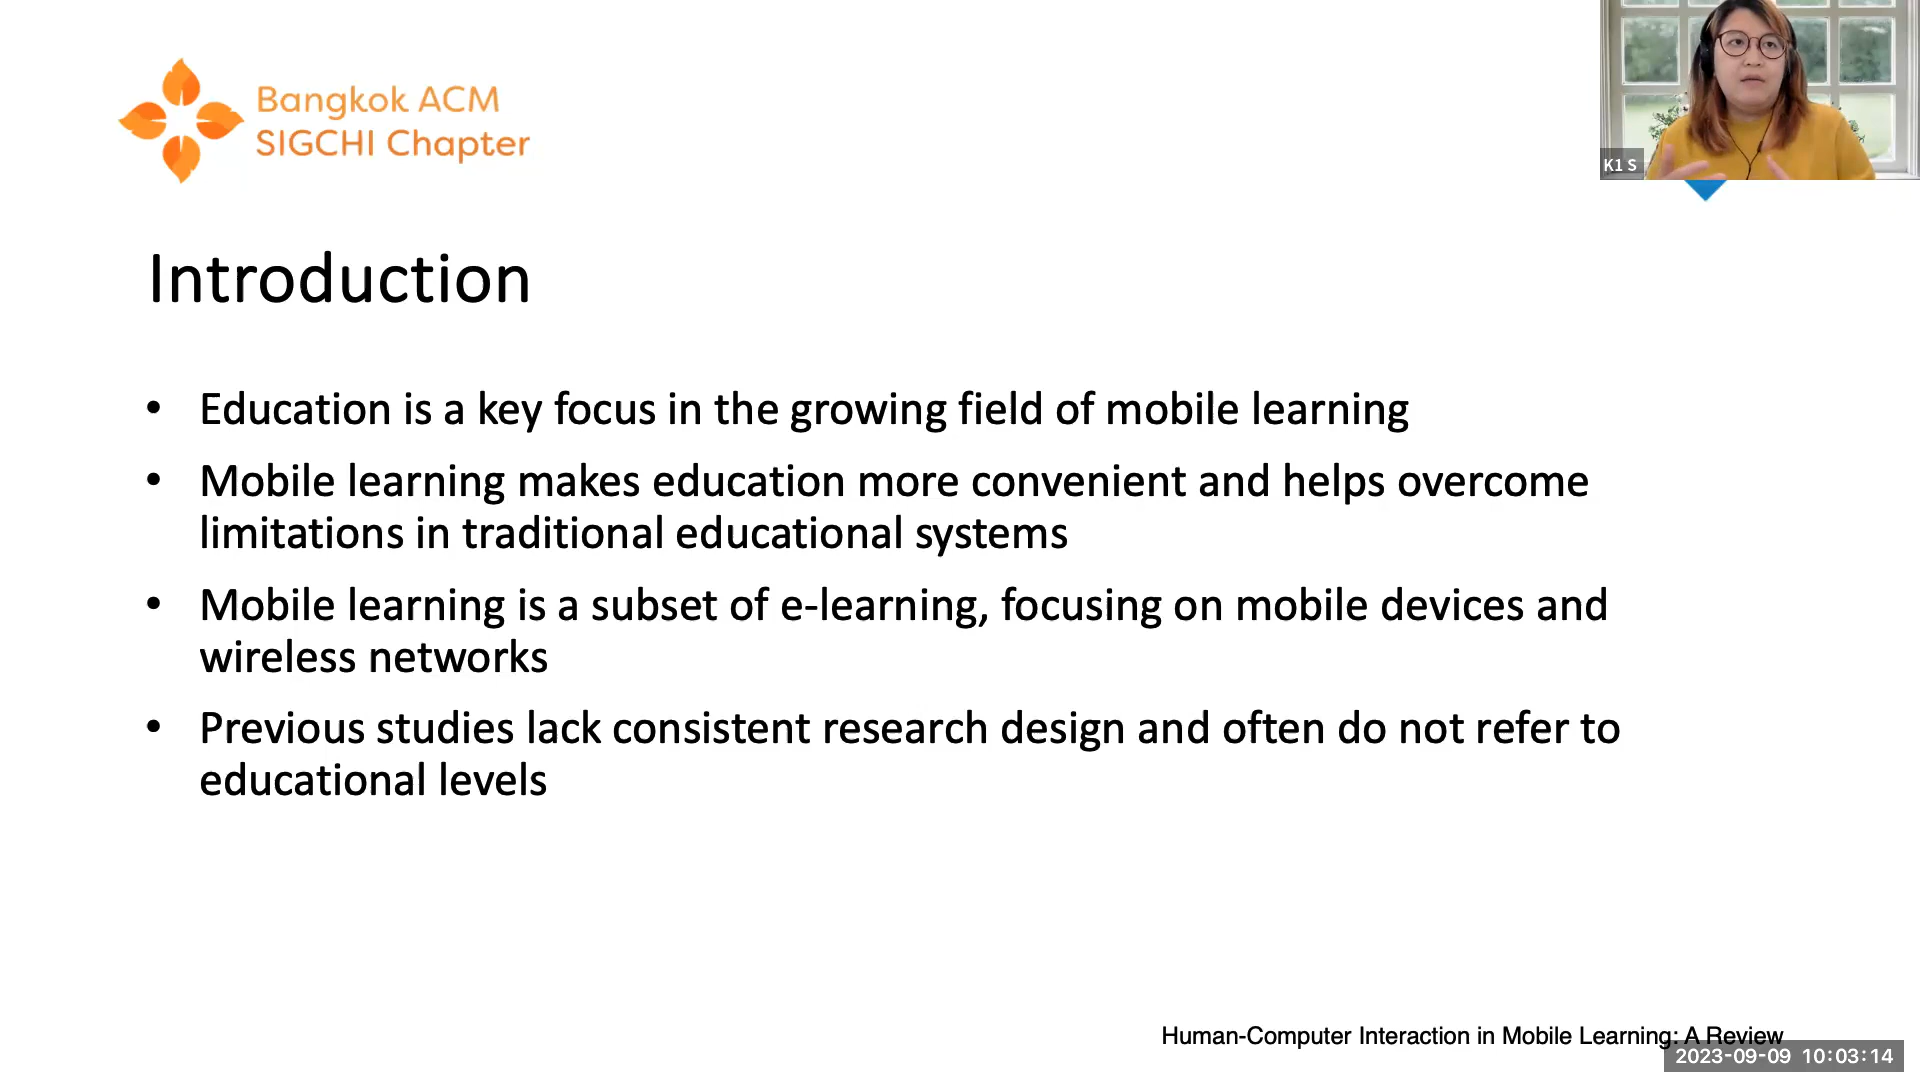 Bangkok ACM
SIGCHI Chapter
K1 S
Introduction
• Education is a key focus in the growing field of mobile learning
• Mobile learning makes education more convenient and helps overcome
limitations in traditional educational systems
• Mobile learning is a subset of e-learning, focusing on mobile devices and
wireless networks
• Previous studies lack consistent research design and often do not refer to
educational levels
Human-Computer Interaction in Mobile Learning: A Review
2023-09-09 10:03:14